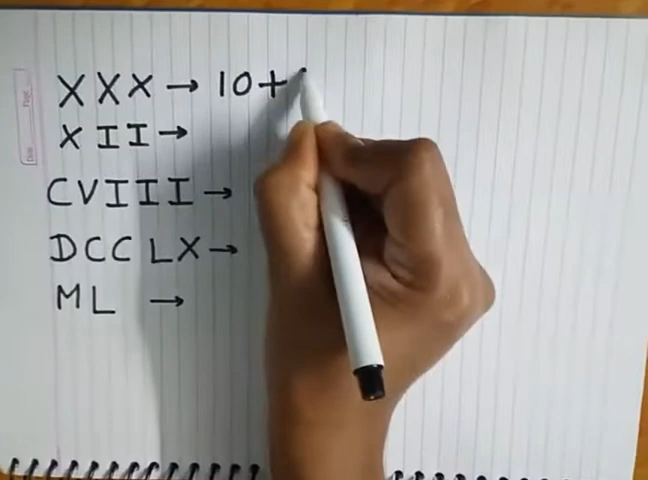 XXX → 10+
XII →
CVIII →
DCCLX →
ML →